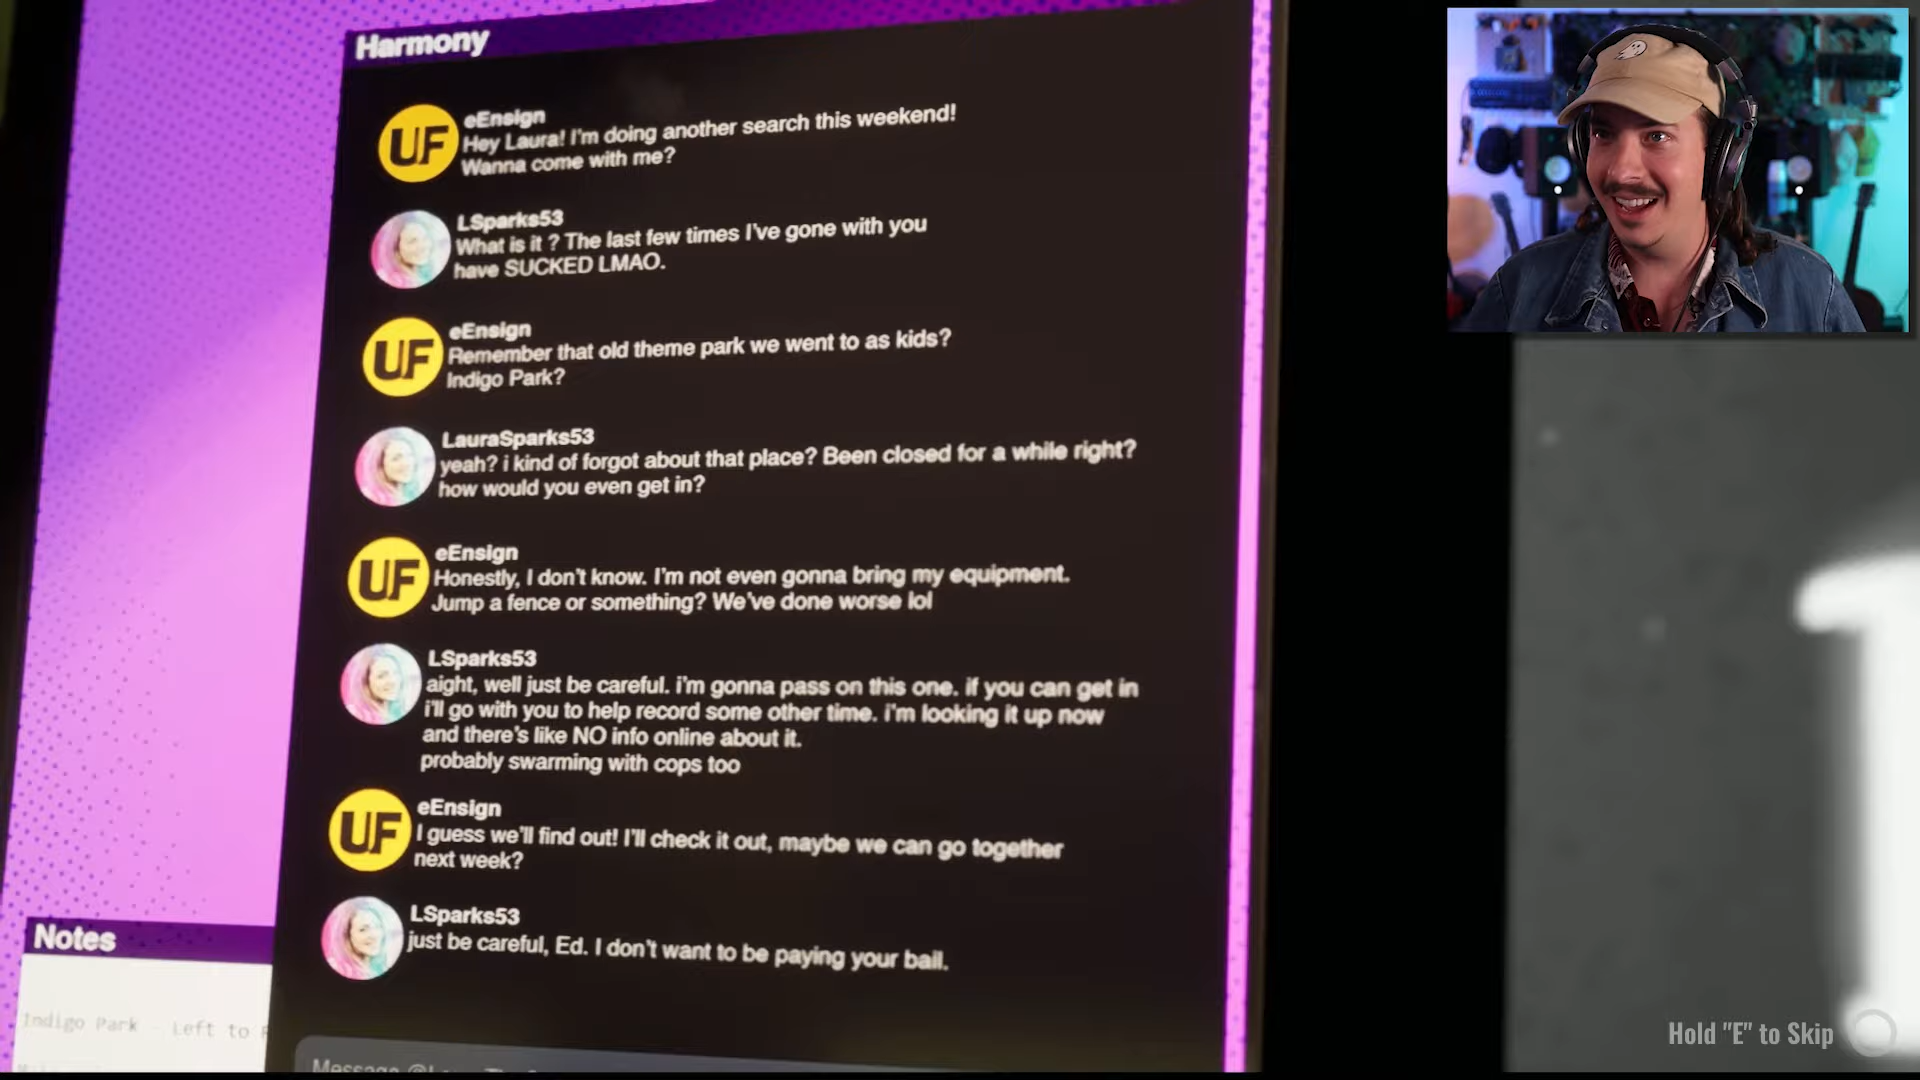 Harmony
UF
eEnsign
Hey Laura! I'm doing another search this weekend!
Wanna come with me?
LSparks53
What is it ? The last few times I've gone with you
have SUCKED LMAO.
UF
eEnsign
Remember that old theme park we went to as kids?
Indigo Park?
LauraSparks53
yeah? i kind of forgot about that place? Been closed for a while right?
how would you even get in?
UF
eEnsign
Honestly, I don't know. I'm not even gonna bring my equipment.
Jump a fence or something? We've done worse lol
LSparks53
aight, well just be careful. i'm gonna pass on this one. if you can get in
i'll go with you to help record some other time. i'm looking it up now
and there's like NO info online about it.
probably swarming with cops too
UF
eEnsign
I guess we'll find out! I'll check it out, maybe we can go together
next week?
LSparks53
just be careful, Ed. I don't want to be paying your bail.
Notes
Indigo Park - Left to
Message
Hold "E" to Skip